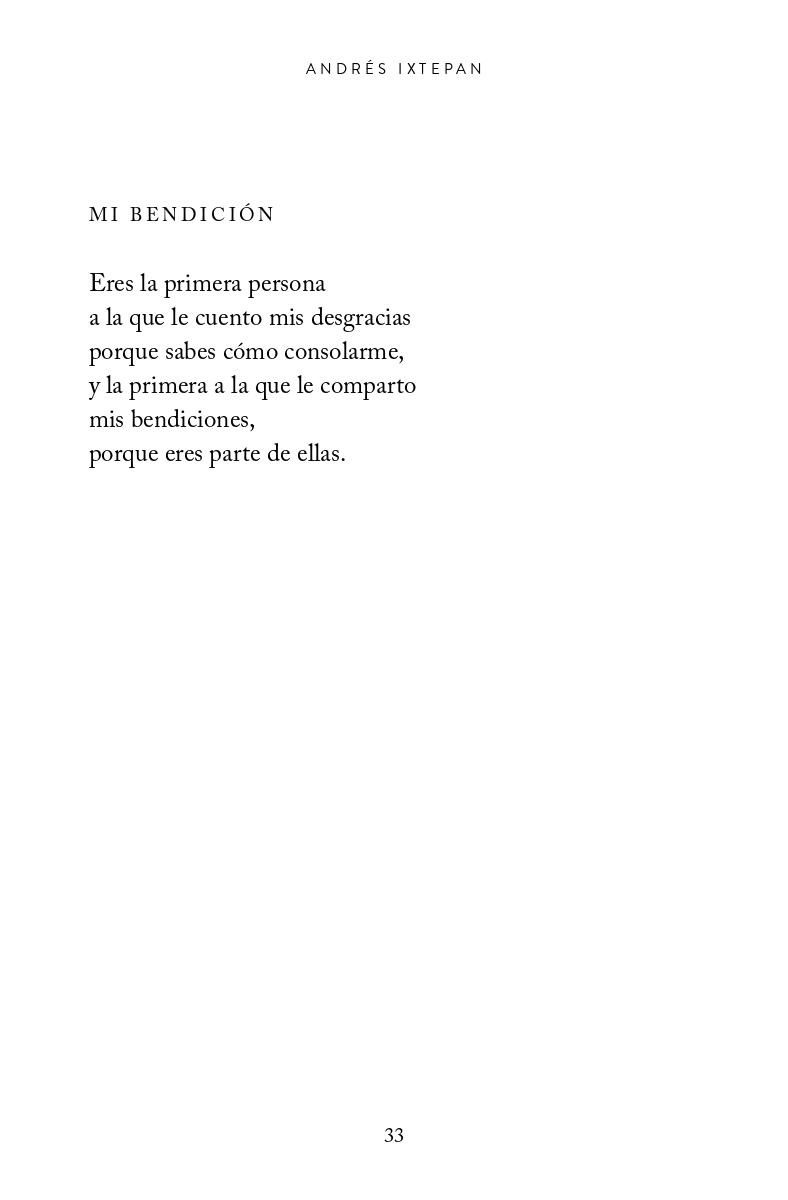 ANDRÉS IXTEPAN
MI BENDICIÓN
Eres la primera persona
a la que le cuento mis desgracias
porque sabes cómo consolarme,
y la primera a la que le comparto
mis bendiciones,
porque eres parte de ellas.
33